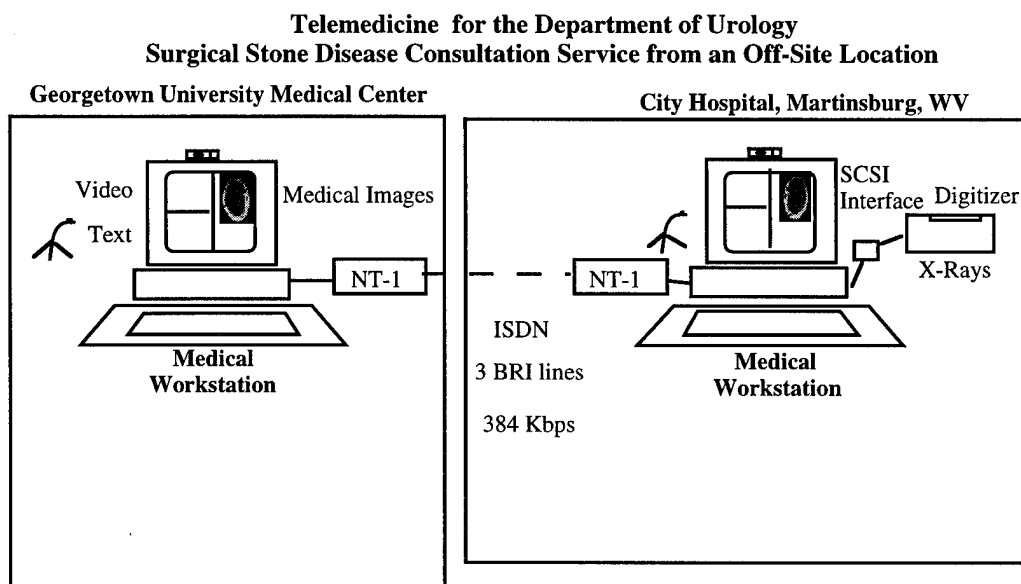 Telemedicine for the Department of Urology
Surgical Stone Disease Consultation Service from an Off-Site Location
Georgetown University Medical Center
Video
Text
Medical Images
NT-1
Medical
Workstation
City Hospital, Martinsburg, WV
SCSI
Interface
Digitizer
X-Rays
NT-1
ISDN
3 BRI lines
384 Kbps
Medical
Workstation